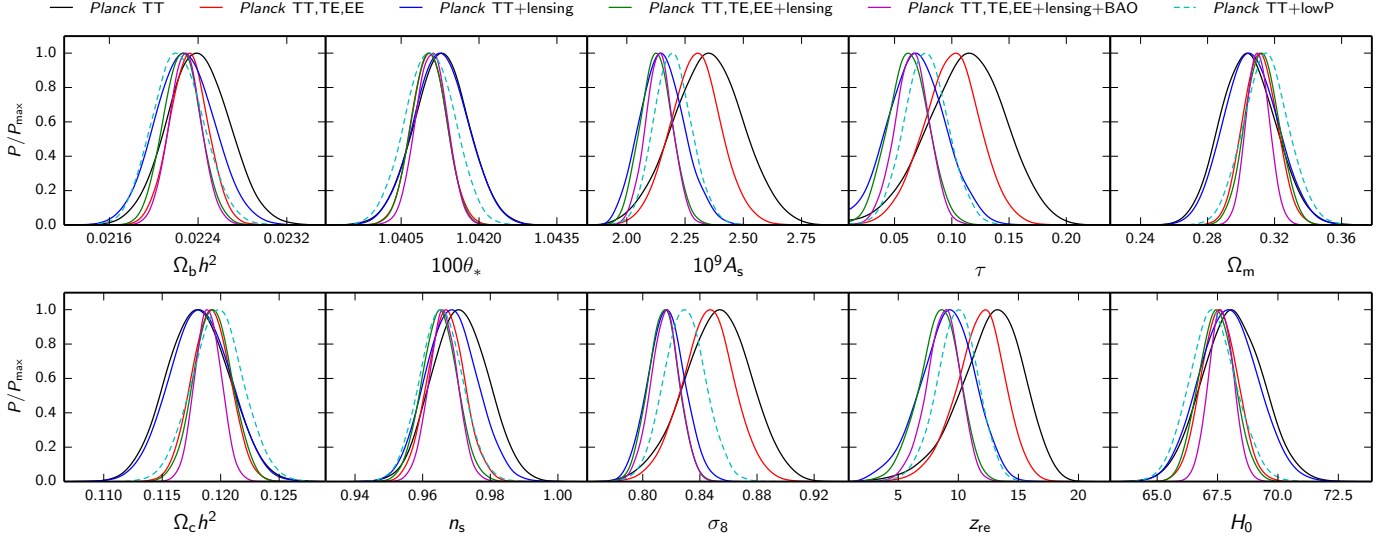 Planck TT Planck TT,TE,EE Planck TT+lensing Planck TT,TE,EE+lensing Planck TT,TE,EE+lensing+BAO Planck TT+lowP
P/Pmax
1.0
0.8
0.6
0.4
0.2
0.0
0.0216 0.0224 0.0232 1.0405 1.0420 1.0435 2.00 2.25 2.50 2.75 0.05 0.10 0.15 0.20 0.24 0.28 0.32 0.36
Ωbh² 100θ* 10⁹As τ Ωm
P/Pmax
1.0
0.8
0.6
0.4
0.2
0.0
0.110 0.115 0.120 0.125 0.94 0.96 0.98 1.00 0.80 0.84 0.88 0.92 5 10 15 20 65.0 67.5 70.0 72.5
Ωch² ns σ8 zre H0